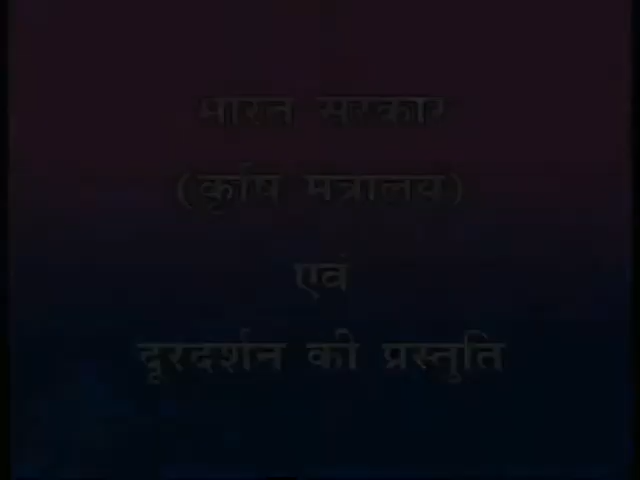 भारत सरकार
(कृषि मंत्रालय)
एवं
दूरदर्शन की प्रस्तुति